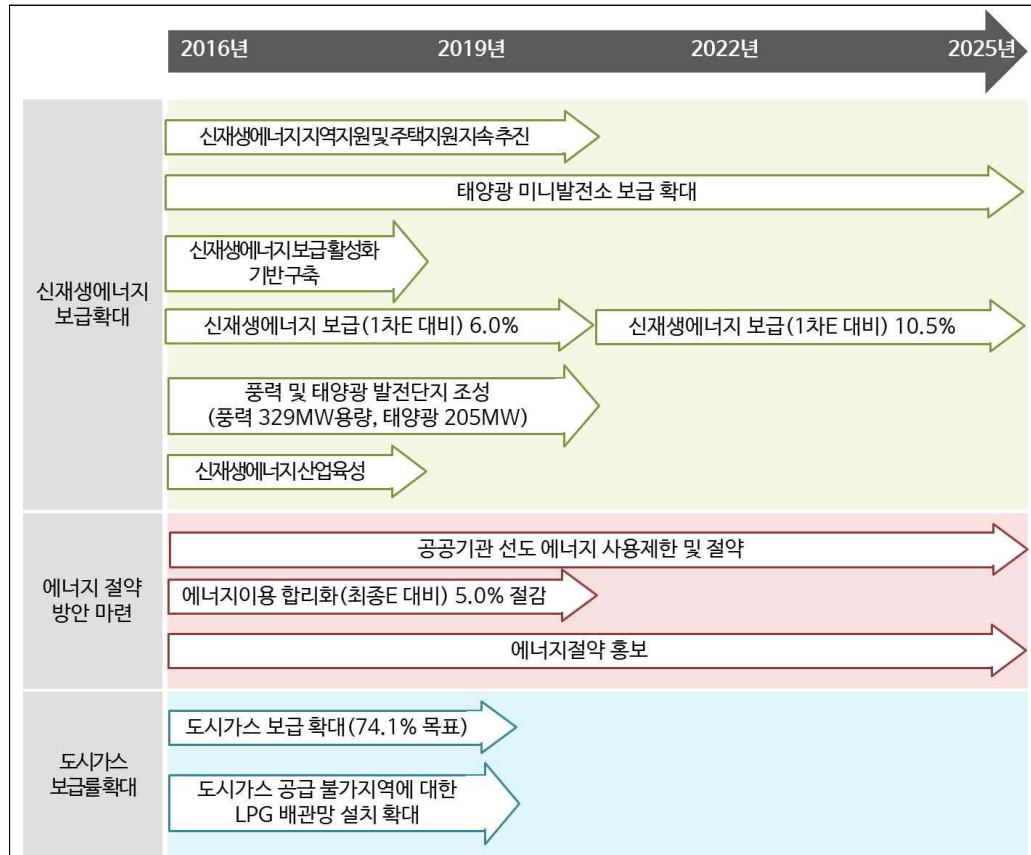 2016년 2019년 2022년 2025년
신재생에너지
보급확대
신재생에너지지역지원및주택지원지속추진
태양광 미니발전소 보급 확대
신재생에너지보급활성화
기반구축
신재생에너지 보급(1차E 대비) 6.0%
신재생에너지 보급(1차E 대비) 10.5%
풍력 및 태양광 발전단지 조성
(풍력 329MW용량, 태양광 205MW)
신재생에너지산업육성
에너지 절약
방안 마련
공공기관 선도 에너지 사용제한 및 절약
에너지이용 합리화(최종E 대비) 5.0% 절감
에너지절약 홍보
도시가스
보급률확대
도시가스 보급 확대(74.1% 목표)
도시가스 공급 불가지역에 대한
LPG 배관망 설치 확대